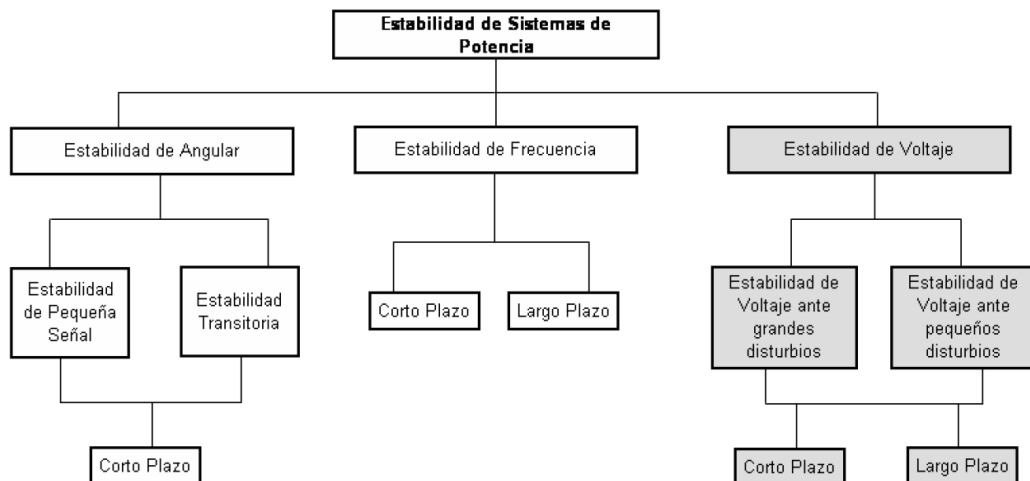 Estabilidad de Sistemas de
Potencia
Estabilidad de Angular
Estabilidad de Frecuencia
Estabilidad de Voltaje
Estabilidad
de Pequeña
Señal
Estabilidad
Transitoria
Corto Plazo
Largo Plazo
Estabilidad de
Voltaje ante
grandes
disturbios
Estabilidad de
Voltaje ante
pequeños
disturbios
Corto Plazo
Corto Plazo
Largo Plazo